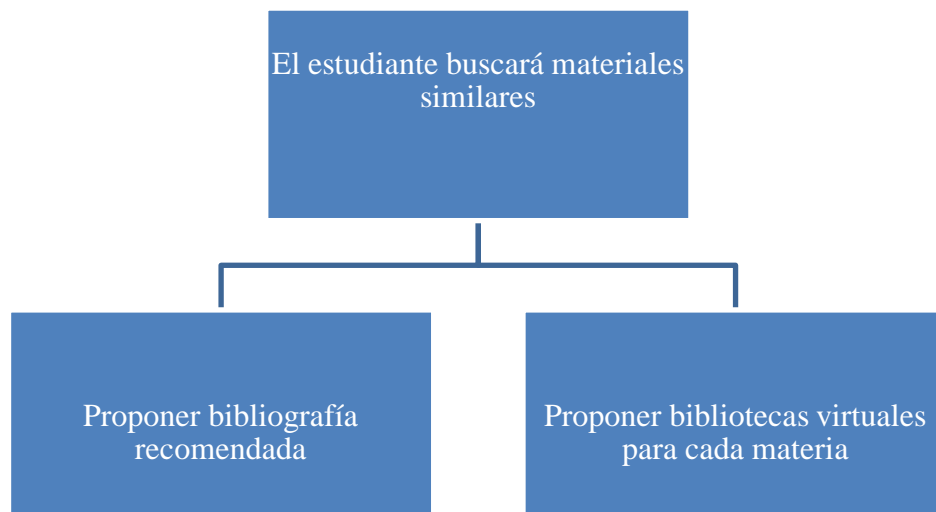 El estudiante buscará materiales
similares
Proponer bibliografía
recomendada
Proponer bibliotecas virtuales
para cada materia